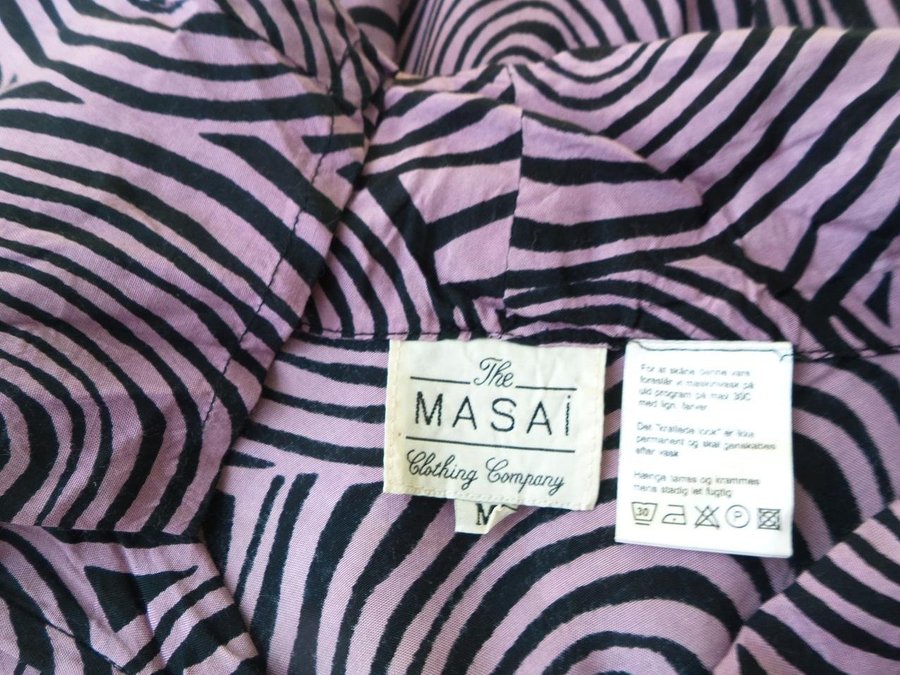 The
MASAi
Clothing Company
M
For at skåne denne vare
foreslår vi maskinvask på
uld program på max 30C
med lign. farver
Det "krøllede look" er ikke
permanent og skal genskabes
efter vask
Hænge tørres og krammes
mens stadig let fugtig
30
P